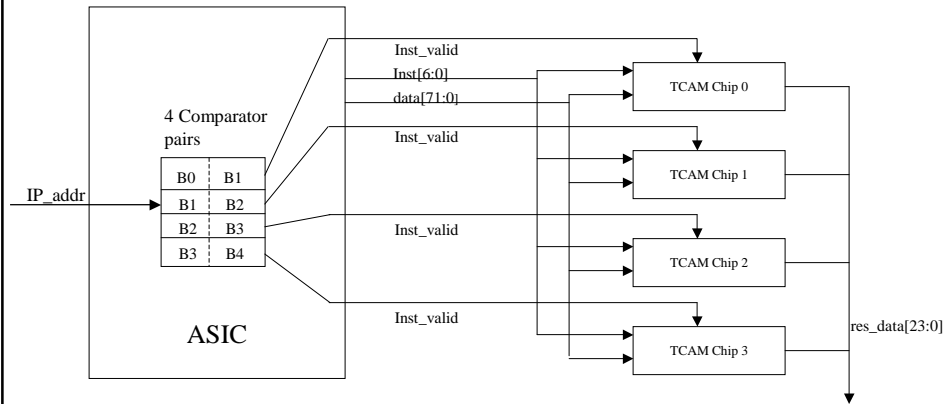 Inst_valid
Inst[6:0]
data[71:0]
TCAM Chip 0
4 Comparator
pairs
Inst_valid
B0 B1
TCAM Chip 1
IP_addr
B1 B2
B2 B3
Inst_valid
B3 B4
TCAM Chip 2
Inst_valid
ASIC
res_data[23:0]
TCAM Chip 3